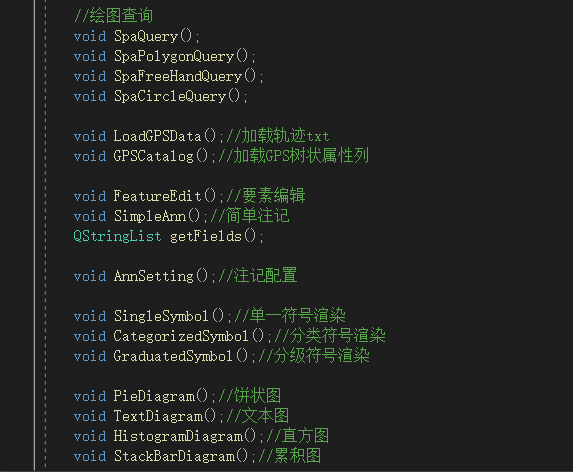 //绘图查询
void SpaQuery();
void SpaPolygonQuery();
void SpaFreeHandQuery();
void SpaCircleQuery();
void LoadGPSData();//加载轨迹txt
void GPSCatalog();//加载GPS树状属性列
void FeatureEdit();//要素编辑
void SimpleAnn();//简单注记
QStringList getFields();
void AnnSetting();//注记配置
void SingleSymbol();//单一符号渲染
void CategorizedSymbol();//分类符号渲染
void GraduatedSymbol();//分级符号渲染
void PieDiagram();//饼状图
void TextDiagram();//文本图
void HistogramDiagram();//直方图
void StackBarDiagram();//累积图